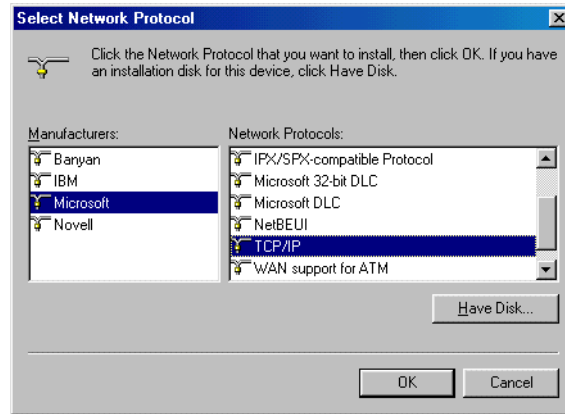 Select Network Protocol
Click the Network Protocol that you want to install, then click OK. If you have
an installation disk for this device, click Have Disk.
Manufacturers:
Banyan
IBM
Microsoft
Novell
Network Protocols:
IPX/SPX-compatible Protocol
Microsoft 32-bit DLC
Microsoft DLC
NetBEUI
TCP/IP
WAN support for ATM
Have Disk...
OK
Cancel